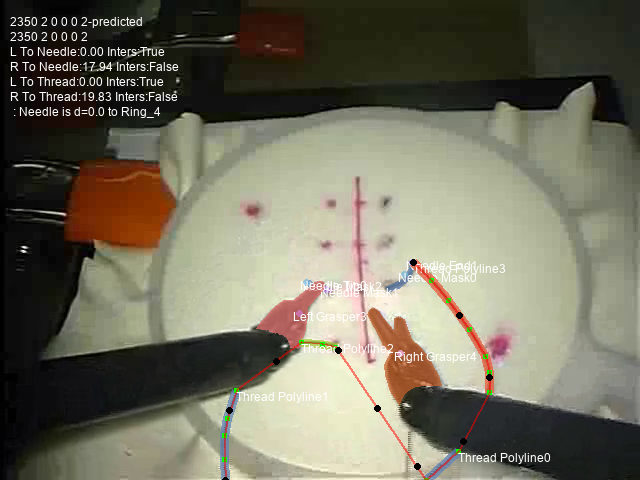 2350 2 0 0 0 2-predicted
2350 2 0 0 0 2
L To Needle:0.00 Inters:True
R To Needle:17.94 Inters:False
L To Thread:0.00 Inters:True
R To Thread:19.83 Inters:False
: Needle is d=0.0 to Ring_4
Thread Polyline3
Needle Mask1
Left Grasper3
Thread Polyline2
Right Grasper4
Thread Polyline1
Thread Polyline0